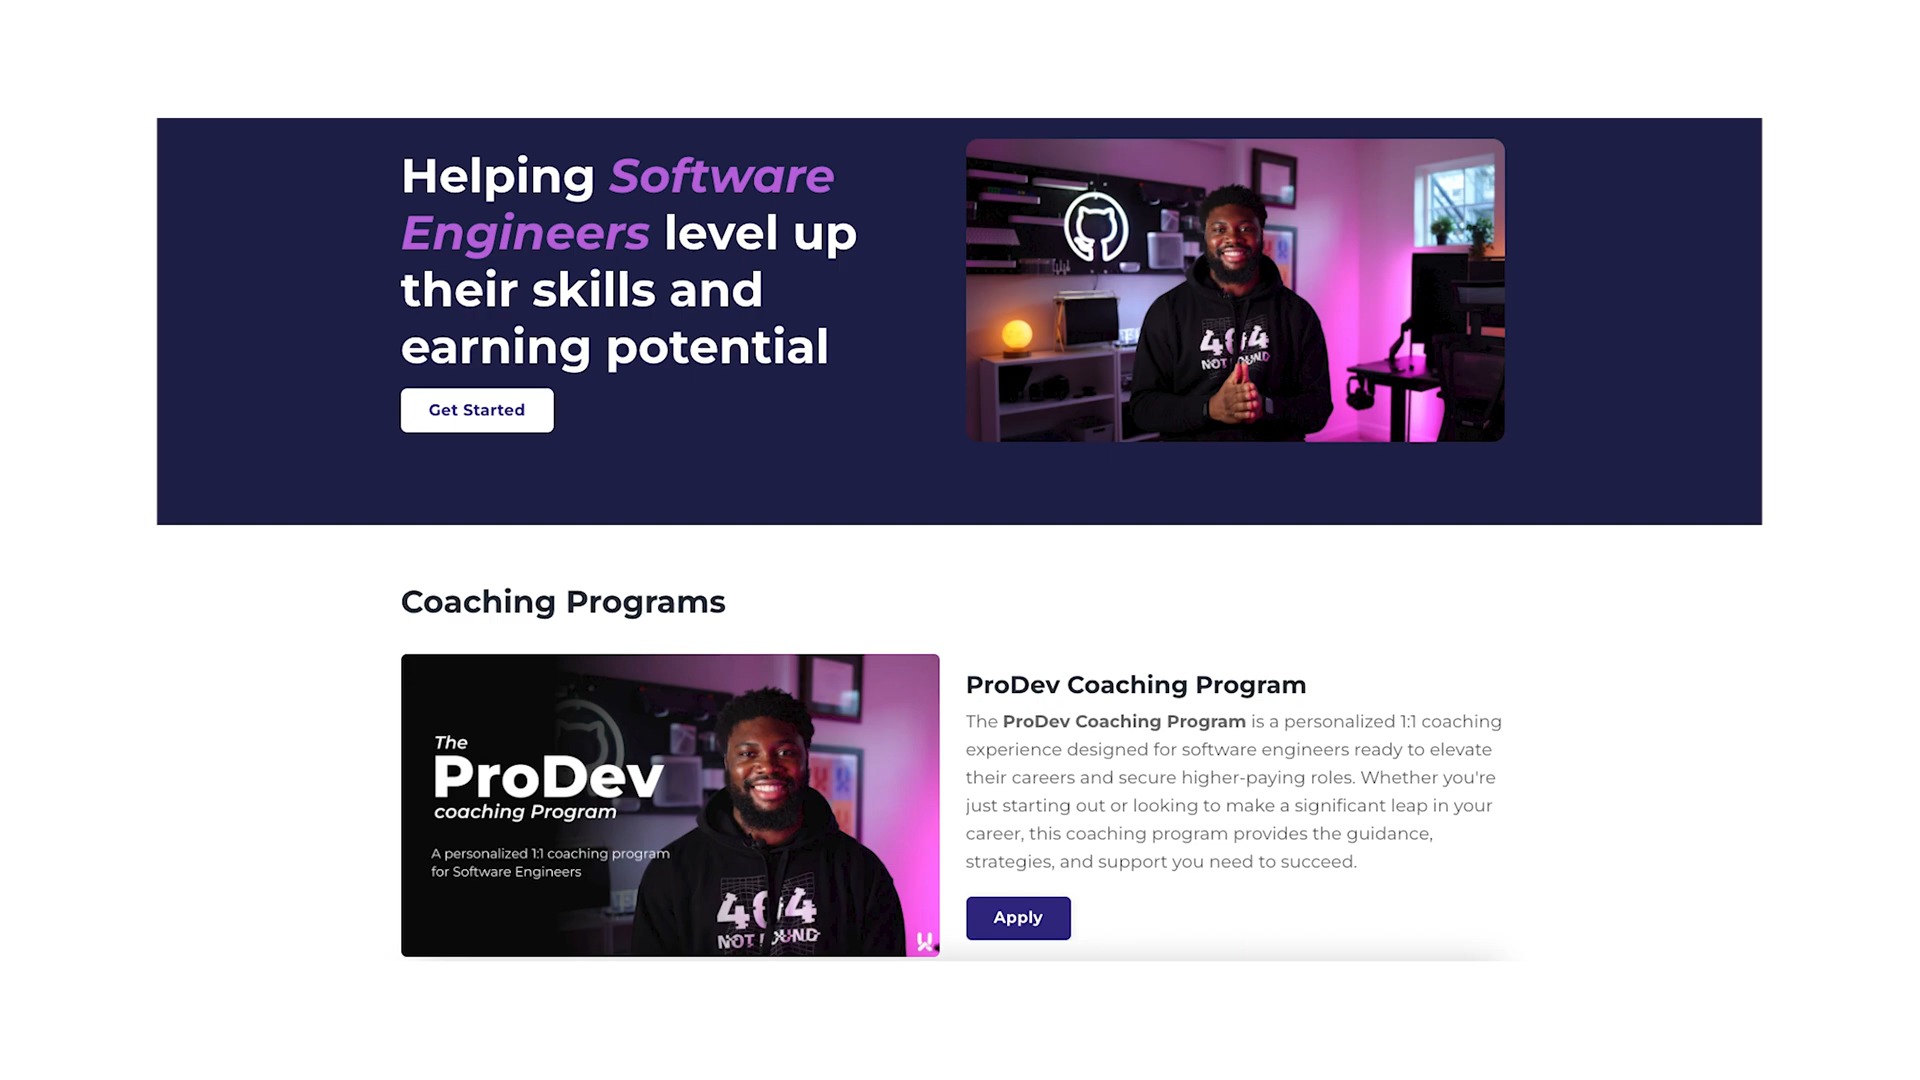 Helping Software
Engineers level up
their skills and
earning potential
Get Started
404
Coaching Programs
The
ProDev
coaching Program
A personalized 1:1 coaching program
for Software Engineers
404
ProDev Coaching Program
The ProDev Coaching Program is a personalized 1:1 coaching
experience designed for software engineers ready to elevate
their careers and secure higher-paying roles. Whether you're
just starting out or looking to make a significant leap in your
career, this coaching program provides the guidance,
strategies, and support you need to succeed.
Apply